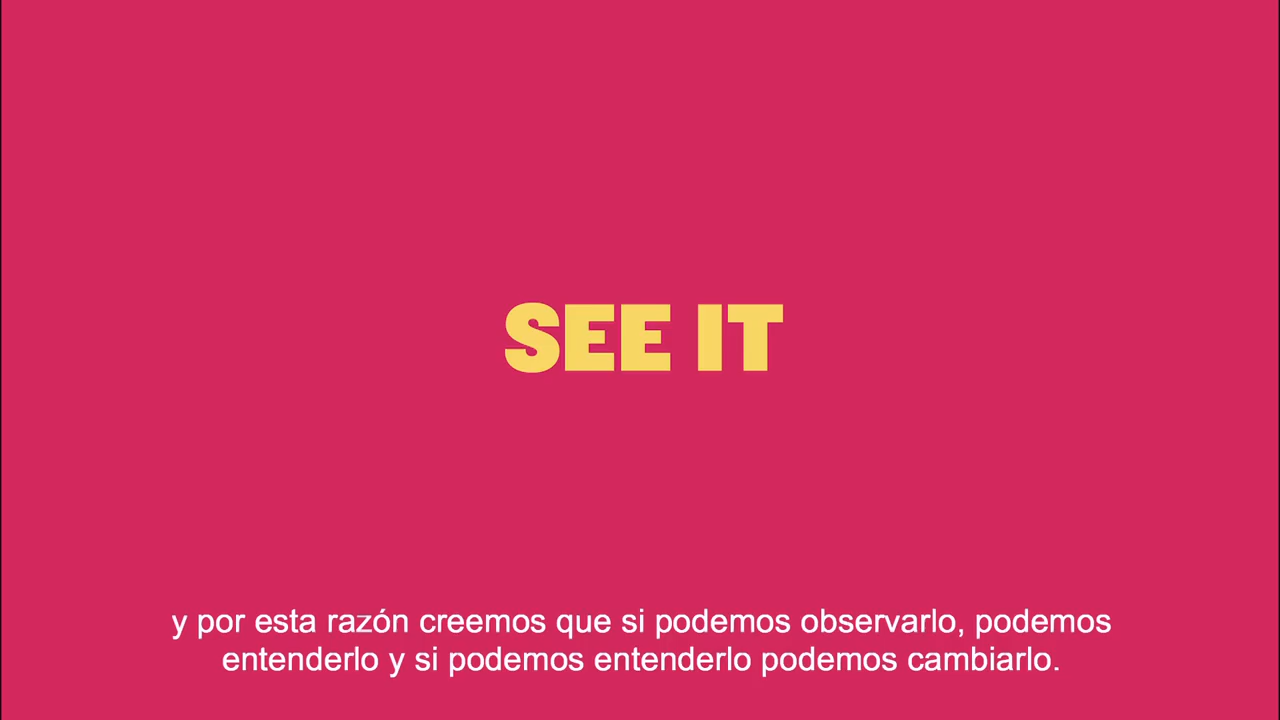 SEE IT
y por esta razón creemos que si podemos observarlo, podemos
entenderlo y si podemos entenderlo podemos cambiarlo.